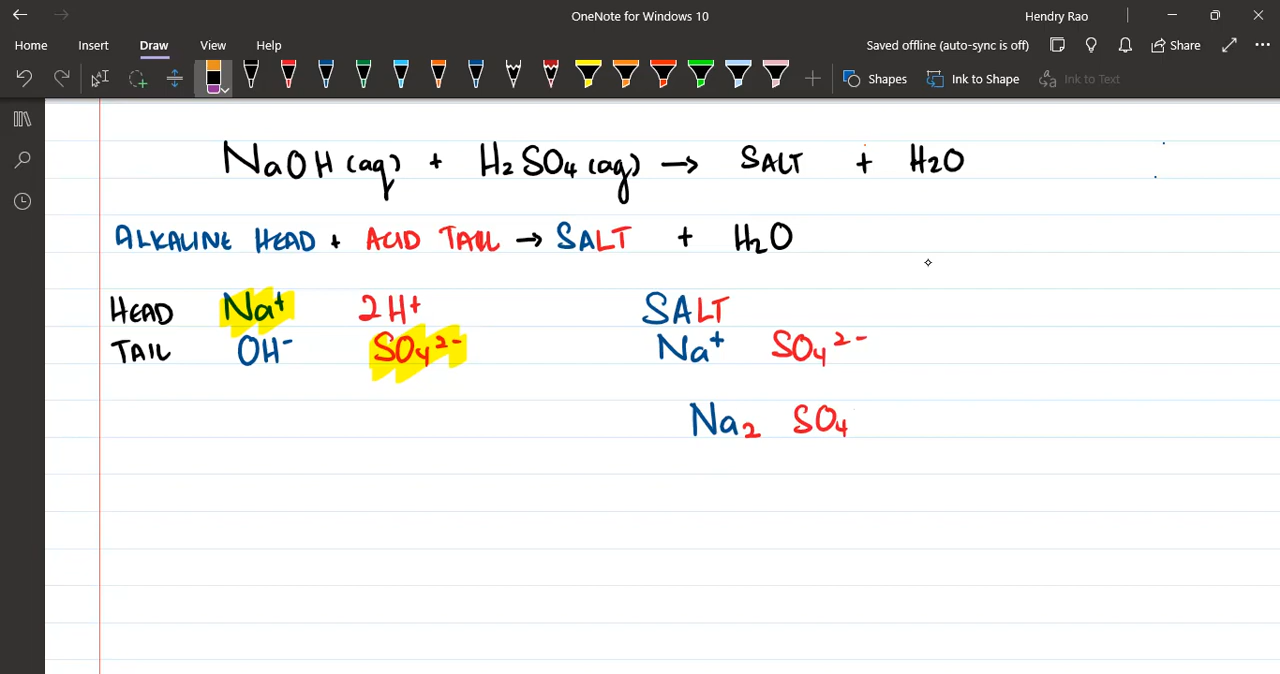 OneNote for Windows 10
Hendry Rao
Home Insert Draw View Help
Saved offline (auto-sync is off)
Share
Shapes
Ink to Shape
Ink to Text
NaOH (aq) + H₂SO₄ (aq) → SALT + H₂O
ALKALINE HEAD + ACID TAIL → SALT + H₂O
HEAD Na⁺ 2H⁺ SALT
TAIL OH⁻ SO₄²⁻ Na⁺ SO₄²⁻
Na₂ SO₄